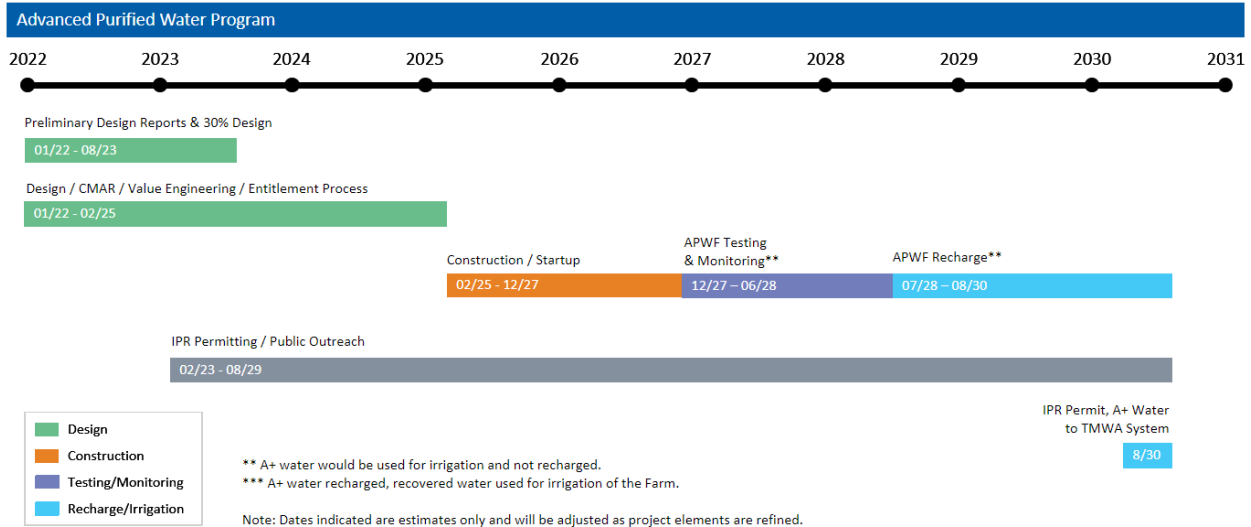 Advanced Purified Water Program
2022 2023 2024 2025 2026 2027 2028 2029 2030 2031
Preliminary Design Reports & 30% Design
01/22 - 08/23
Design / CMAR / Value Engineering / Entitlement Process
01/22 - 02/25
Construction / Startup
02/25 - 12/27
APWF Testing
& Monitoring**
12/27 – 06/28
APWF Recharge**
07/28 – 08/30
IPR Permitting / Public Outreach
02/23 - 08/29
IPR Permit, A+ Water
to TMWA System
8/30
Design
Construction
Testing/Monitoring
Recharge/Irrigation
** A+ water would be used for irrigation and not recharged.
*** A+ water recharged, recovered water used for irrigation of the Farm.
Note: Dates indicated are estimates only and will be adjusted as project elements are refined.